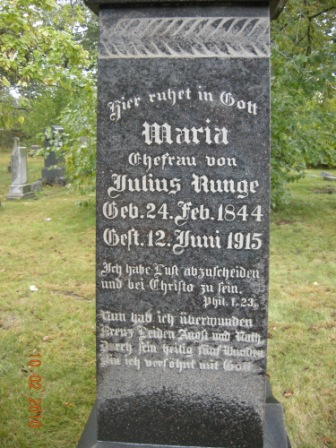 Hier ruhet in Gott
Maria
Ehefrau von
Julius Runge
Geb. 24. Feb. 1844
Gest. 12. Juni 1915
Ich habe Lust abzuscheiden
und bei Christo zu sein.
Phil. 1. 23.
Nun hab ich überwunden
Kreuz Leiden Angst und Noth
Durch sein heilig fünf Wunden
Bin ich versöhnt mit Gott